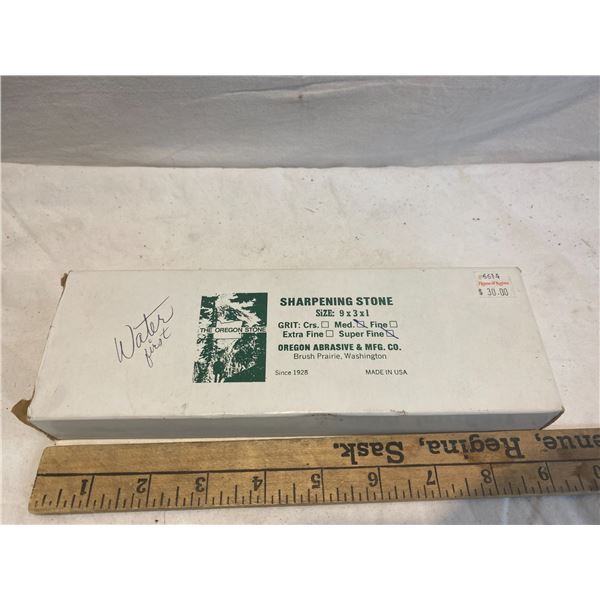 Water
first
THE OREGON STONE
SHARPENING STONE
SIZE: 9 x 3 x 1
GRIT: Crs. ☐ Med. ☑ Fine ☐
Extra Fine ☐ Super Fine ☑
OREGON ABRASIVE & MFG. CO.
Brush Prairie, Washington
Since 1928 MADE IN USA
6614
$ 30.00
enue, Regina, Sask.
1 2 3 4 5 6 7 8 9